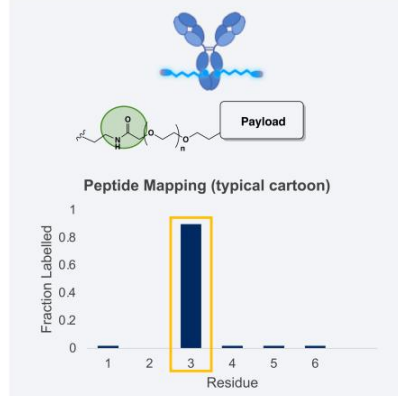 O
N
H
O
O
n
Payload
Peptide Mapping (typical cartoon)
Fraction Labelled
1
0.8
0.6
0.4
0.2
0
1 2 3 4 5 6
Residue